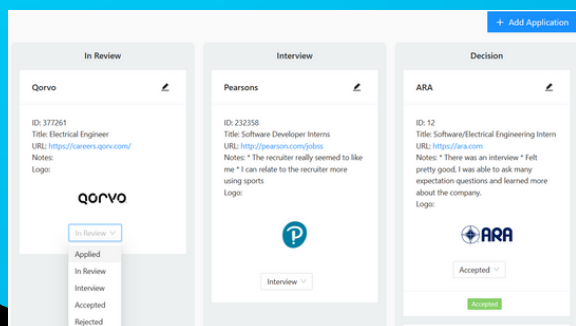 + Add Application
In Review
Qorvo
ID: 377261
Title: Electrical Engineer
URL: https://careers.qorv.com/
Notes:
Logo:
QORVO
In Review
Applied
In Review
Interview
Accepted
Rejected
Interview
Pearsons
ID: 232358
Title: Software Developer Interns
URL: http://pearson.com/jobss
Notes: * The recruiter really seemed to like
me * I can relate to the recruiter more
using sports
Logo:
P
Interview
Decision
ARA
ID: 12
Title: Software/Electrical Engineering Intern
URL: https://ara.com
Notes: * There was an interview * Felt
pretty good, I was able to ask many
expectation questions and learned more
about the company.
Logo:
ARA
Accepted
Accepted